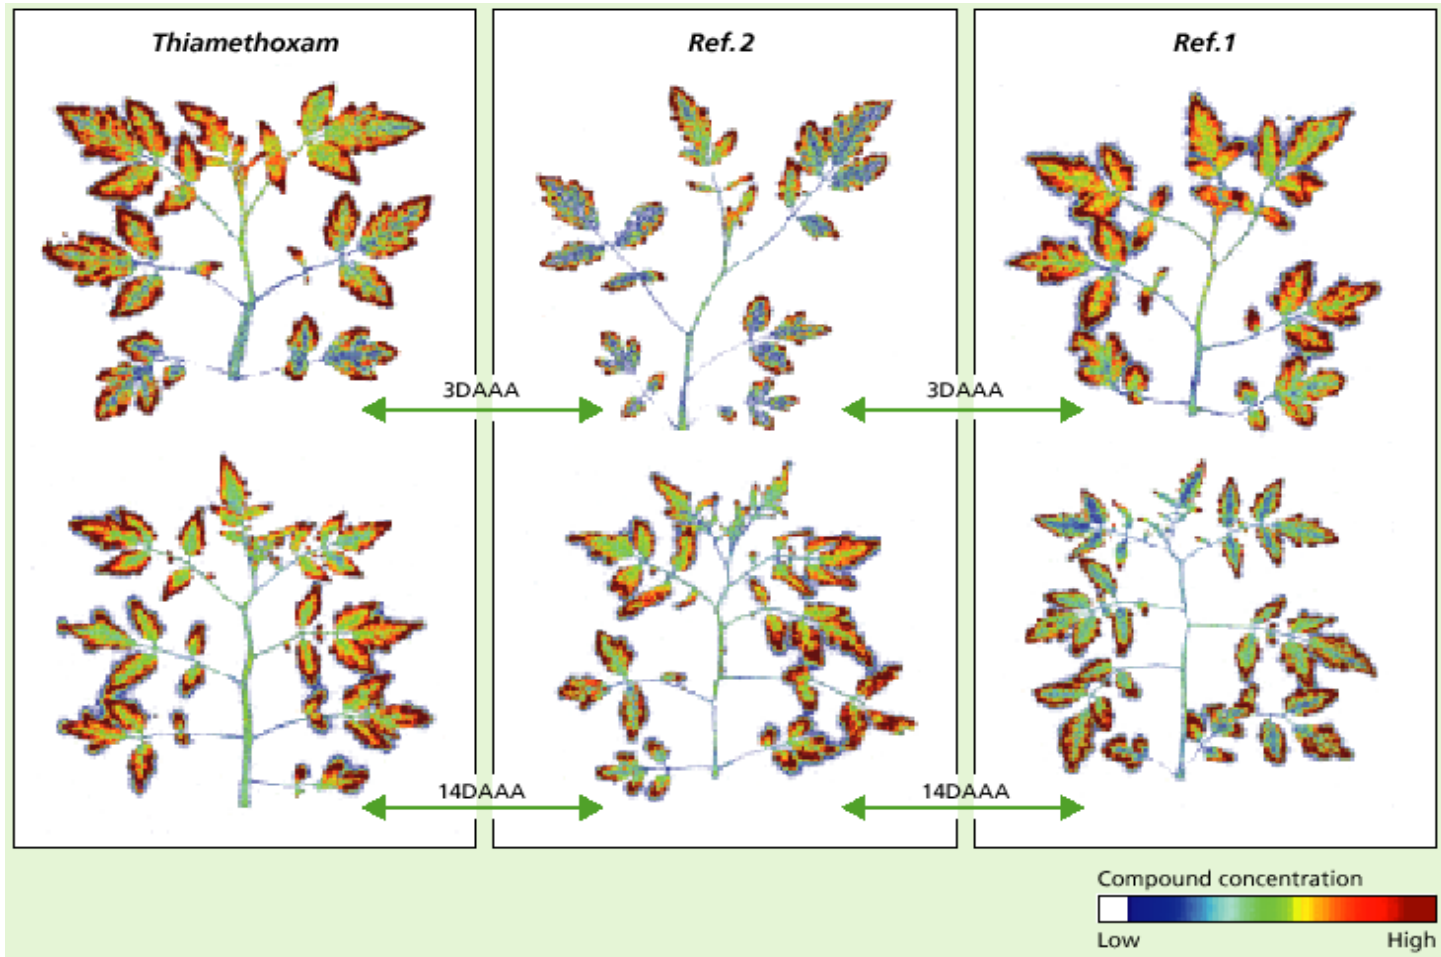 Thiamethoxam
Ref.2
Ref.1
3DAAA
3DAAA
14DAAA
14DAAA
Compound concentration
Low
High